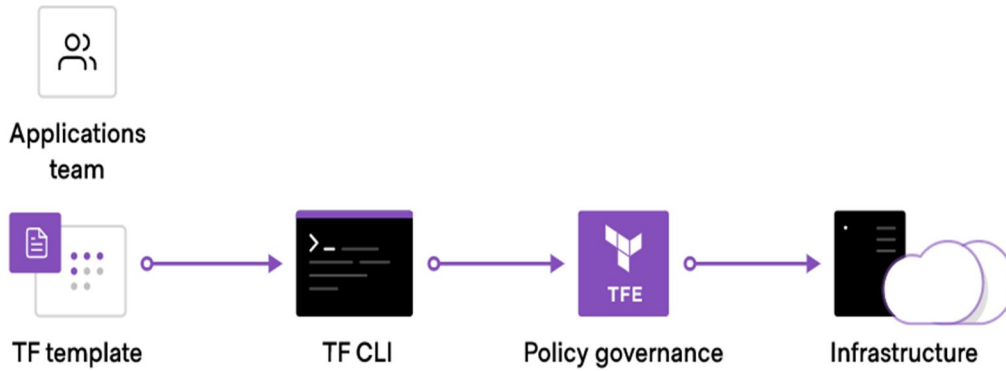 Applications
team
TFE
TF template
TF CLI
Policy governance
Infrastructure